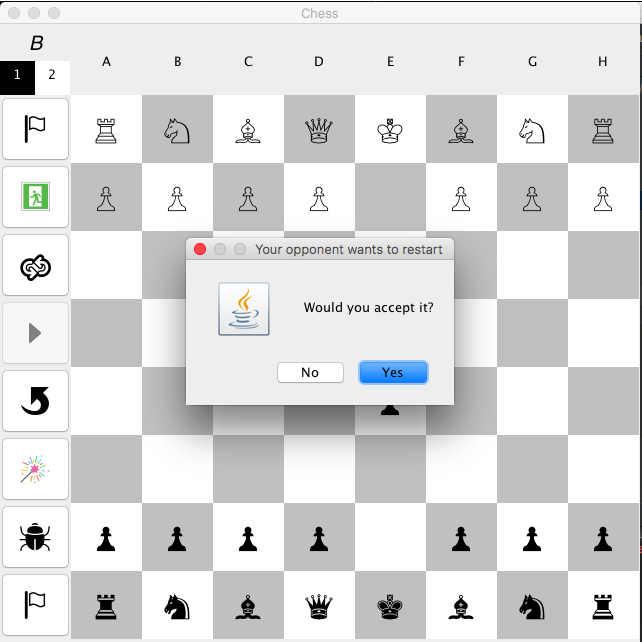 Chess
B
A B C D E F G H
1 2
Your opponent wants to restart
Would you accept it?
No Yes